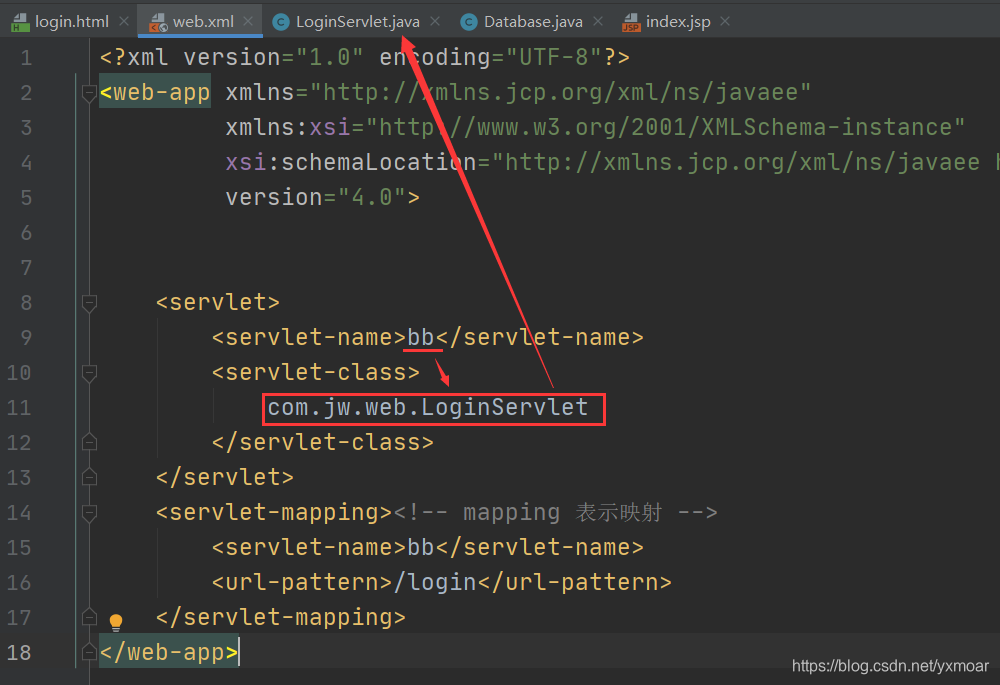 login.html web.xml LoginServlet.java Database.java index.jsp
1 <?xml version="1.0" encoding="UTF-8"?>
2 <web-app xmlns="http://xmlns.jcp.org/xml/ns/javaee"
3 xmlns:xsi="http://www.w3.org/2001/XMLSchema-instance"
4 xsi:schemaLocation="http://xmlns.jcp.org/xml/ns/javaee
5 version="4.0">
6
7
8 <servlet>
9 <servlet-name>bb</servlet-name>
10 <servlet-class>
11 com.jw.web.LoginServlet
12 </servlet-class>
13 </servlet>
14 <servlet-mapping><!-- mapping 表示映射 -->
15 <servlet-name>bb</servlet-name>
16 <url-pattern>/login</url-pattern>
17 </servlet-mapping>
18 </web-app>
https://blog.csdn.net/yxmoar